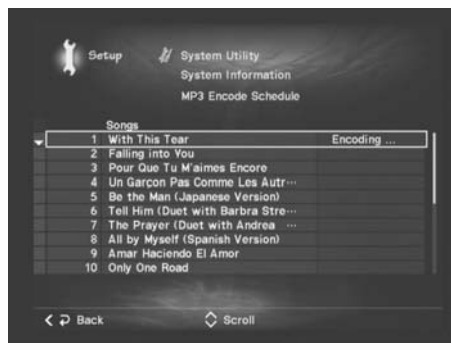 Setup System Utility
System Information
MP3 Encode Schedule
Songs
1 With This Tear Encoding ...
2 Falling into You
3 Pour Que Tu M'aimes Encore
4 Un Garçon Pas Comme Les Autr...
5 Be the Man (Japanese Version)
6 Tell Him (Duet with Barbra Stre...
7 The Prayer (Duet with Andrea ...
8 All by Myself (Spanish Version)
9 Amar Haciendo El Amor
10 Only One Road
Back Scroll